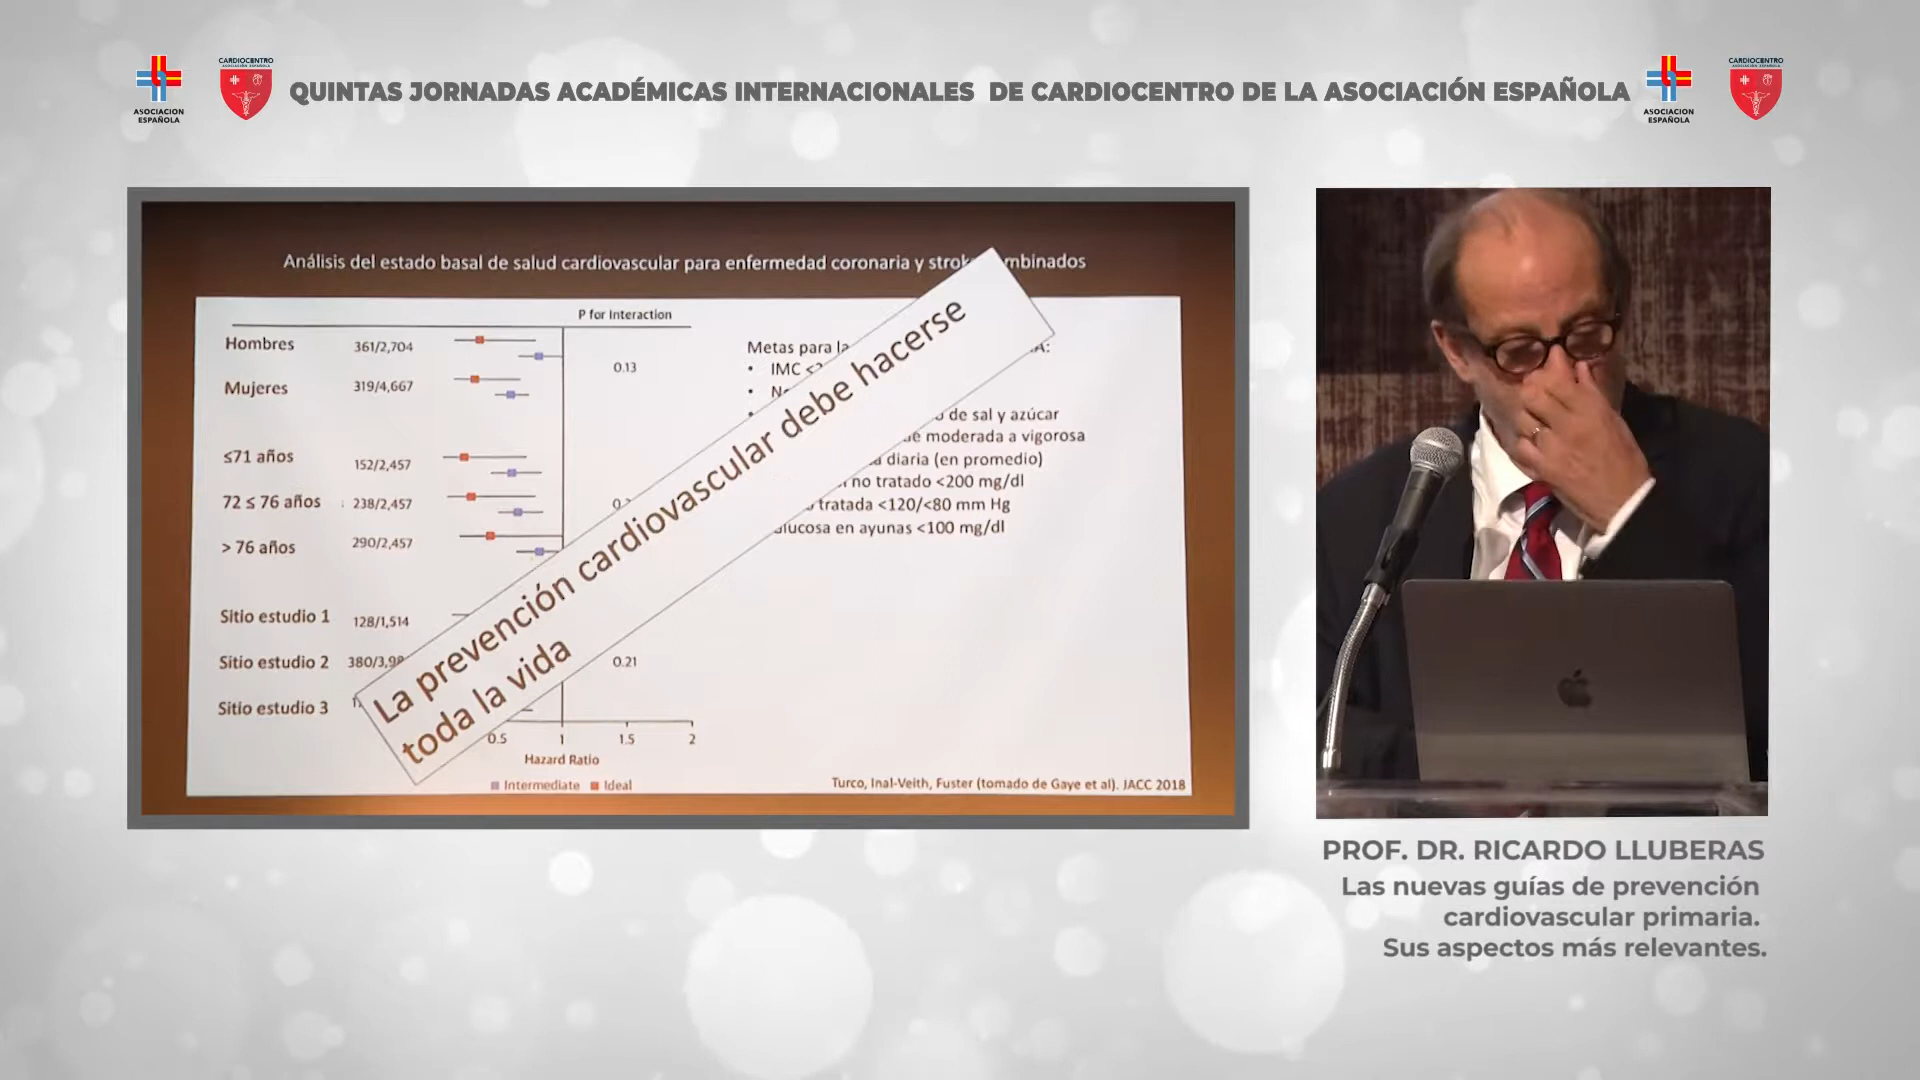 CARDIOCENTRO
ASOCIACIÓN ESPAÑOLA
ASOCIACION
ESPAÑOLA
QUINTAS JORNADAS ACADÉMICAS INTERNACIONALES DE CARDIOCENTRO DE LA ASOCIACIÓN ESPAÑOLA
CARDIOCENTRO
ASOCIACIÓN ESPAÑOLA
ASOCIACION
ESPAÑOLA
Análisis del estado basal de salud cardiovascular para enfermedad coronaria y
P for Interaction
Hombres 361/2,704
0.13
Mujeres 319/4,667
≤71 años 152/2,457
72 ≤ 76 años 238/2,457
> 76 años 290/2,457
Sitio estudio 1 128/1,514
Sitio estudio 2 0.21
Sitio estudio 3
0.5 1 1.5 2
Hazard Ratio
Intermediate Ideal
Metas para
IMC
de sal y azúcar
moderada a vigorosa
diaria (en promedio)
no tratado <200 mg/dl
tratada <120/<80 mm Hg
en ayunas <100 mg/dl
La prevención cardiovascular debe hacerse
toda la vida
Turco, Inal-Veith, Fuster (tomado de Gaye et al). JACC 2018
PROF. DR. RICARDO LLUBERAS
Las nuevas guías de prevención
cardiovascular primaria.
Sus aspectos más relevantes.